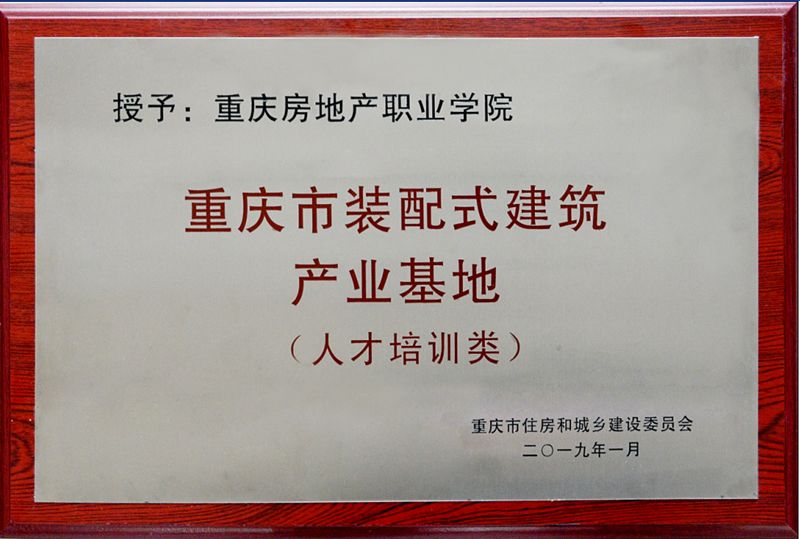 授予：重庆房地产职业学院
重庆市装配式建筑
产业基地
（人才培训类）
重庆市住房和城乡建设委员会
二〇一九年一月